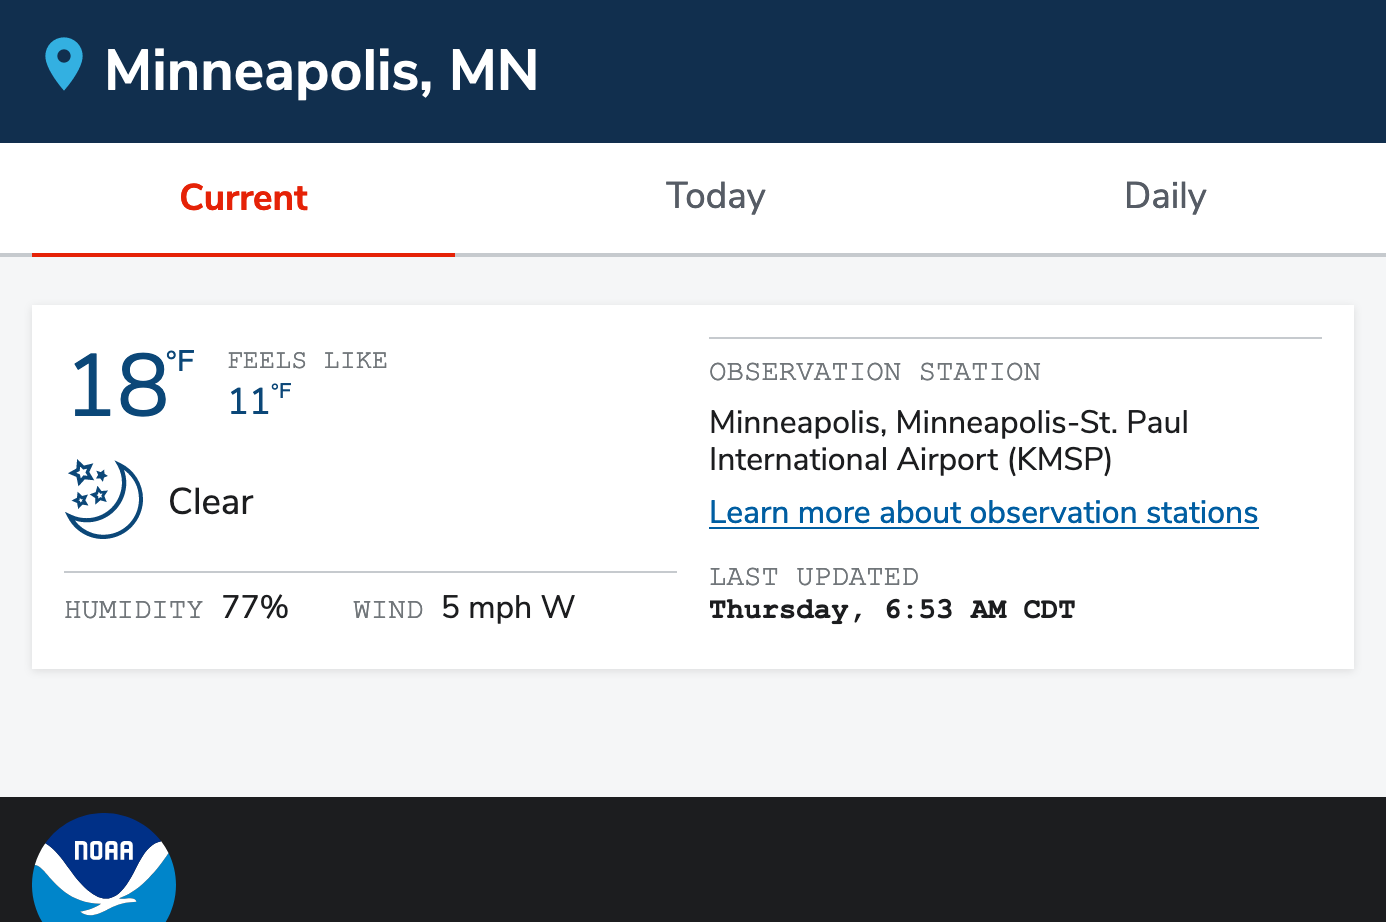 Minneapolis, MN
Current
Today
Daily
18°F
FEELS LIKE
11°F
Clear
HUMIDITY 77%
WIND 5 mph W
OBSERVATION STATION
Minneapolis, Minneapolis-St. Paul
International Airport (KMSP)
Learn more about observation stations
LAST UPDATED
Thursday, 6:53 AM CDT
NOAA